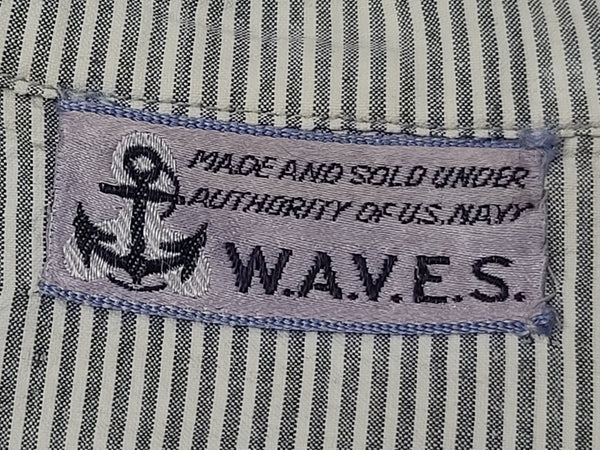 MADE AND SOLD UNDER
AUTHORITY OF U.S. NAVY
W.A.V.E.S.